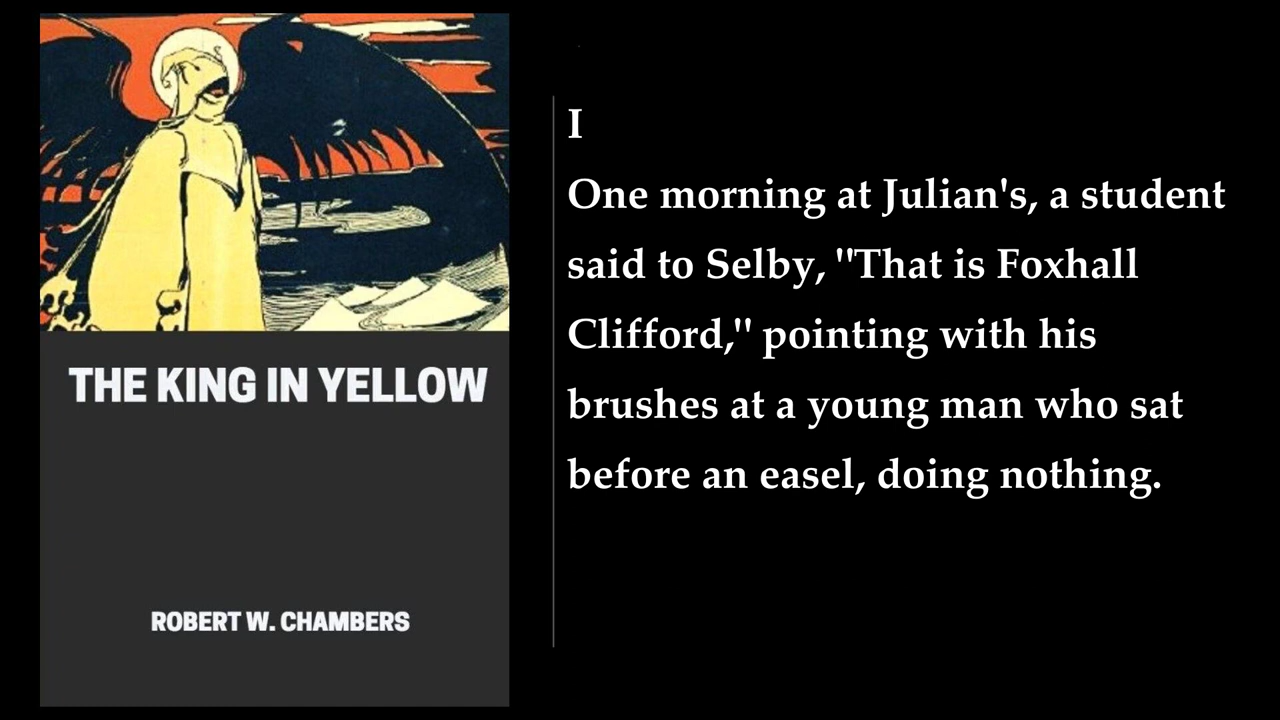 THE KING IN YELLOW
ROBERT W. CHAMBERS
I
One morning at Julian's, a student
said to Selby, "That is Foxhall
Clifford," pointing with his
brushes at a young man who sat
before an easel, doing nothing.